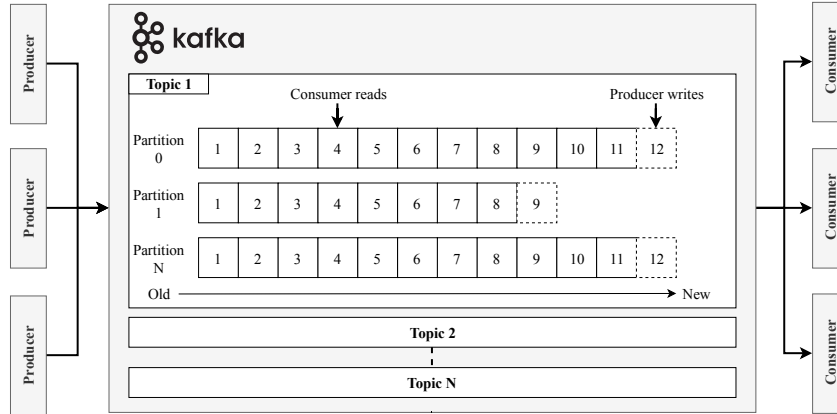 Producer
Producer
Producer
kafka
Topic 1
Consumer reads
Producer writes
Partition
0
1 2 3 4 5 6 7 8 9 10 11 12
Partition
1
1 2 3 4 5 6 7 8 9
Partition
N
1 2 3 4 5 6 7 8 9 10 11 12
Old
New
Topic 2
Topic N
Consumer
Consumer
Consumer